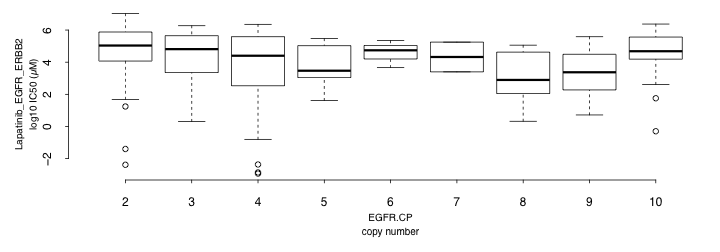 Lapatinib_EGFR_ERBB2
log10 IC50 (µM)
6
4
2
0
−2
2 3 4 5 6 7 8 9 10
EGFR.CP
copy number